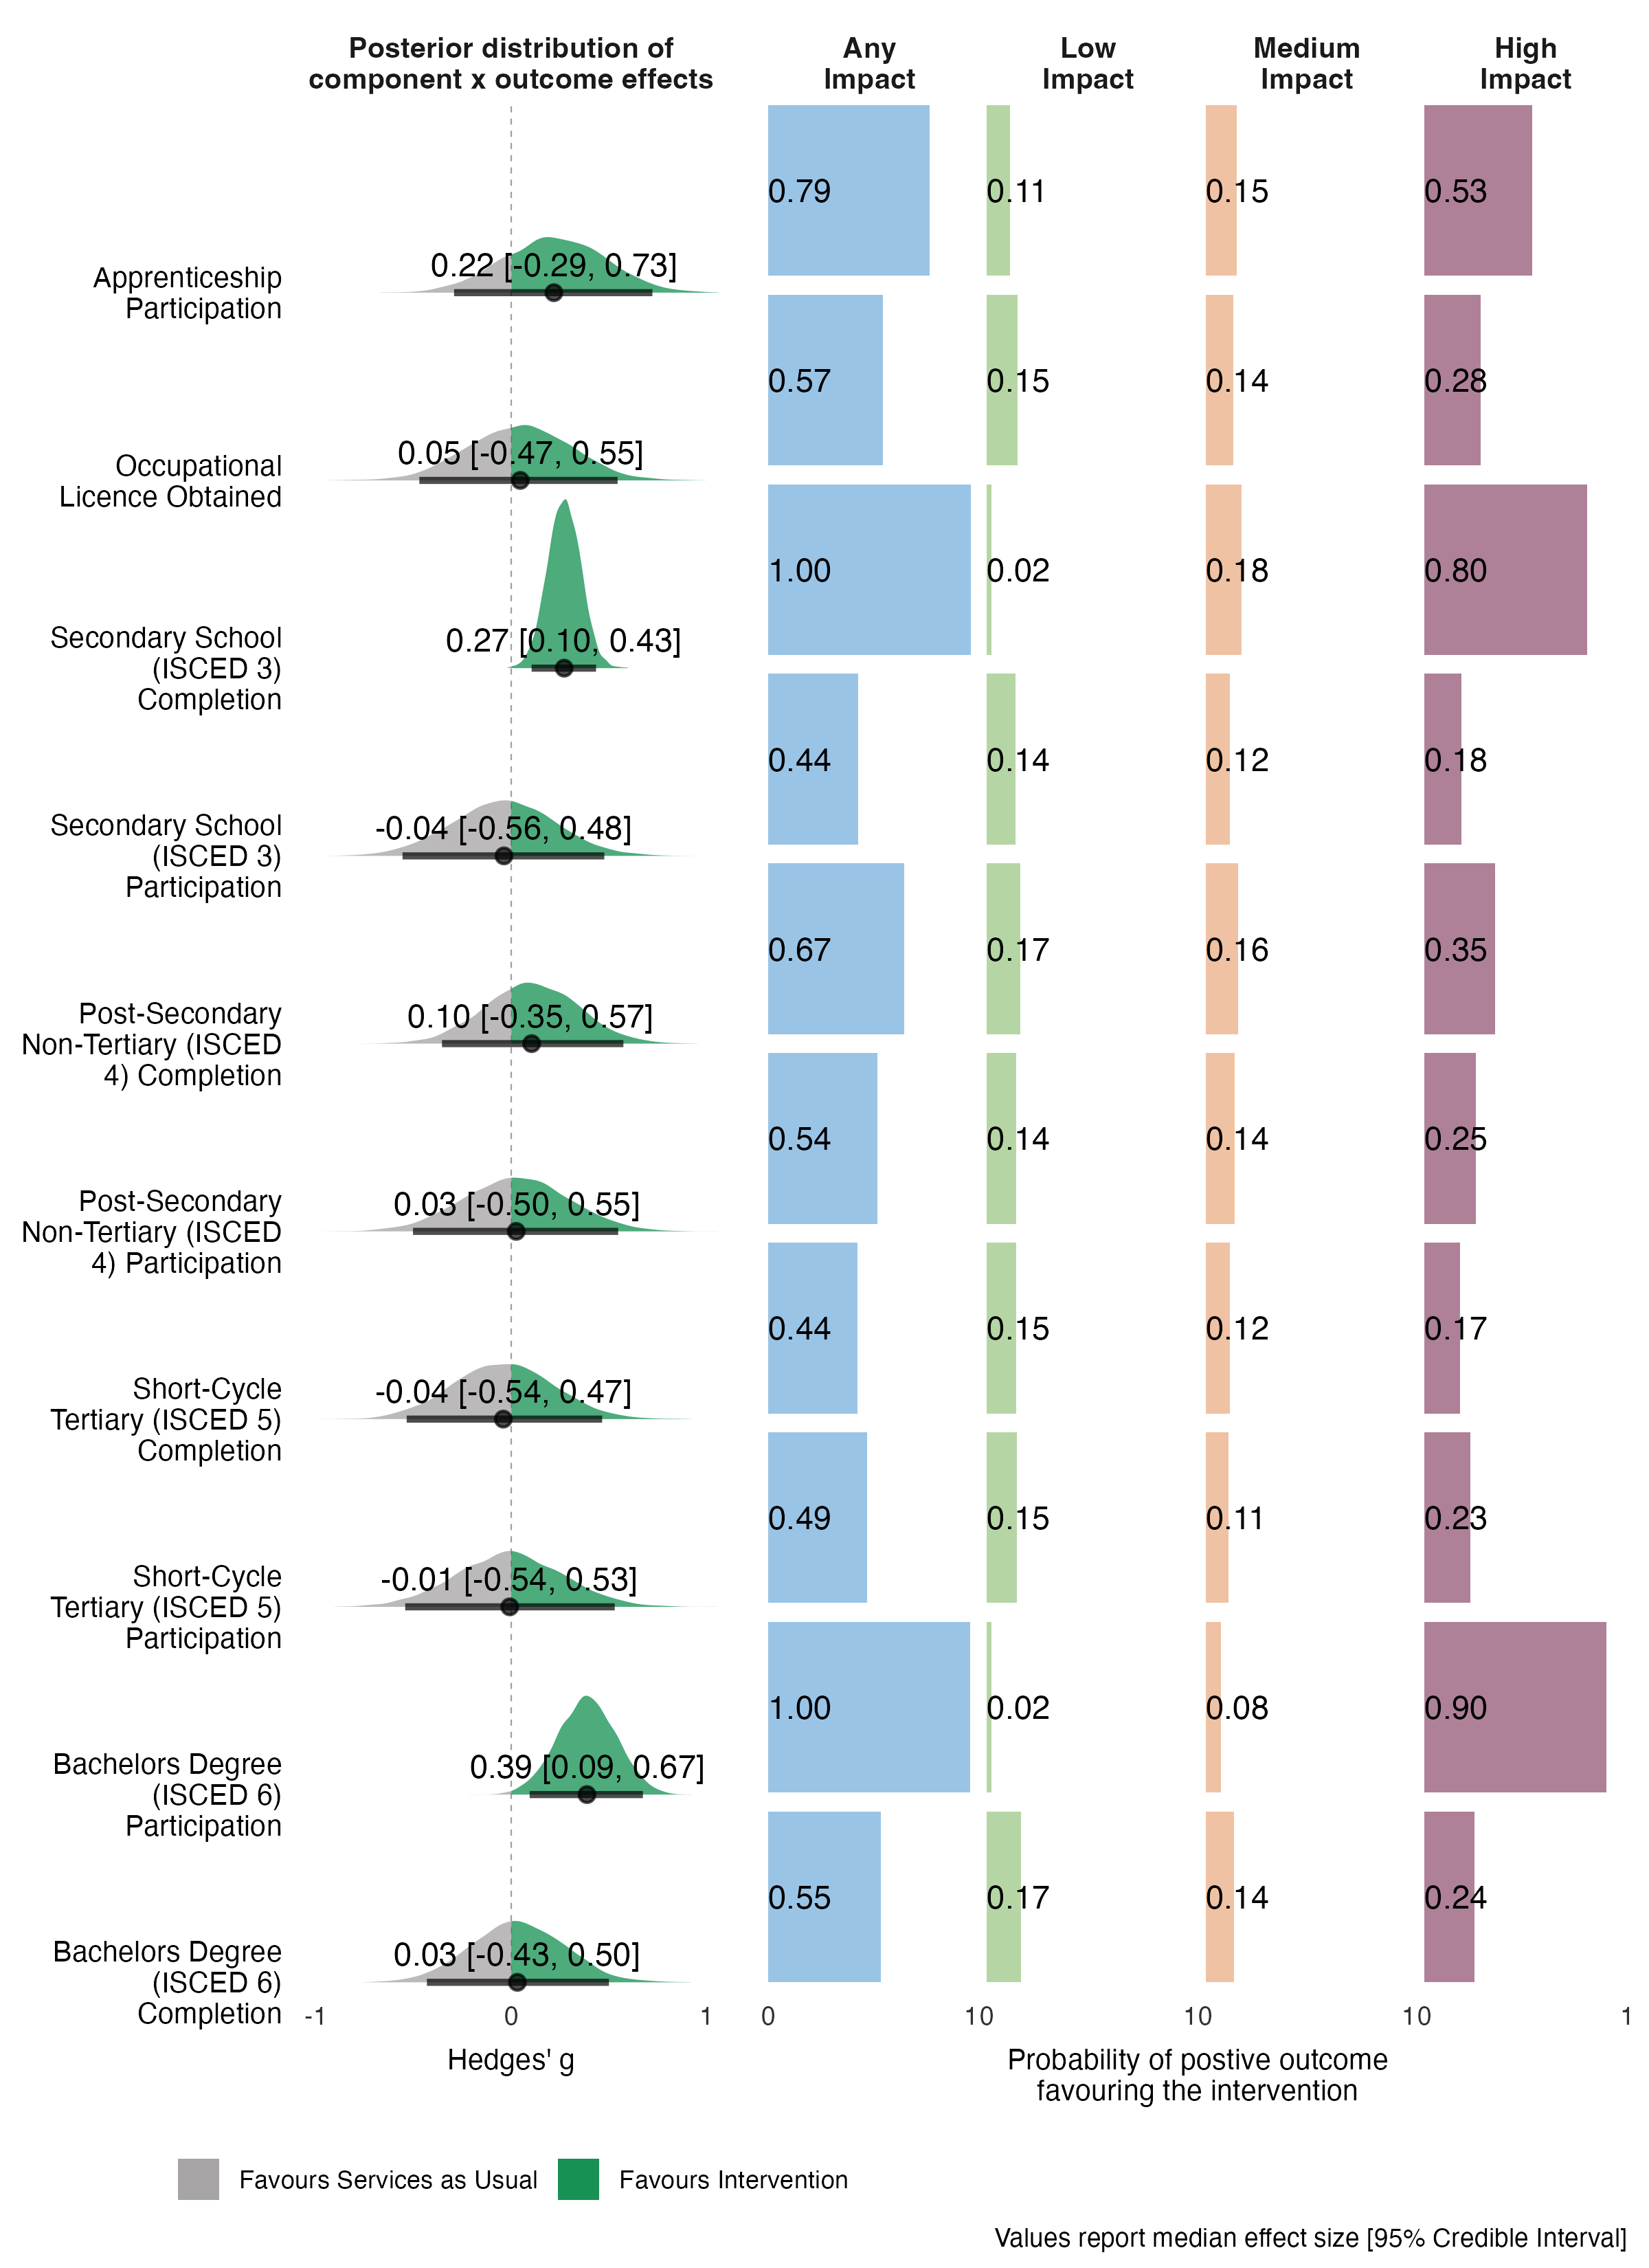 Posterior distribution of
component x outcome effects
Any
Impact
Low
Impact
Medium
Impact
High
Impact
Apprenticeship
Participation
0.22 [-0.29, 0.73]
0.79
0.11
0.15
0.53
Occupational
Licence Obtained
0.05 [-0.47, 0.55]
0.57
0.15
0.14
0.28
Secondary School
(ISCED 3)
Completion
0.27 [0.10, 0.43]
1.00
0.02
0.18
0.80
Secondary School
(ISCED 3)
Participation
-0.04 [-0.56, 0.48]
0.44
0.14
0.12
0.18
Post-Secondary
Non-Tertiary (ISCED
4) Completion
0.10 [-0.35, 0.57]
0.67
0.17
0.16
0.35
Post-Secondary
Non-Tertiary (ISCED
4) Participation
0.03 [-0.50, 0.55]
0.54
0.14
0.14
0.25
Short-Cycle
Tertiary (ISCED 5)
Completion
-0.04 [-0.54, 0.47]
0.44
0.15
0.12
0.17
Short-Cycle
Tertiary (ISCED 5)
Participation
-0.01 [-0.54, 0.53]
0.49
0.15
0.11
0.23
Bachelors Degree
(ISCED 6)
Participation
0.39 [0.09, 0.67]
1.00
0.02
0.08
0.90
Bachelors Degree
(ISCED 6)
Completion
0.03 [-0.43, 0.50]
0.55
0.17
0.14
0.24
-1 0 1 0 10 10 10 1
Hedges' g
Probability of postive outcome
favouring the intervention
Favours Services as Usual
Favours Intervention
Values report median effect size [95% Credible Interval]